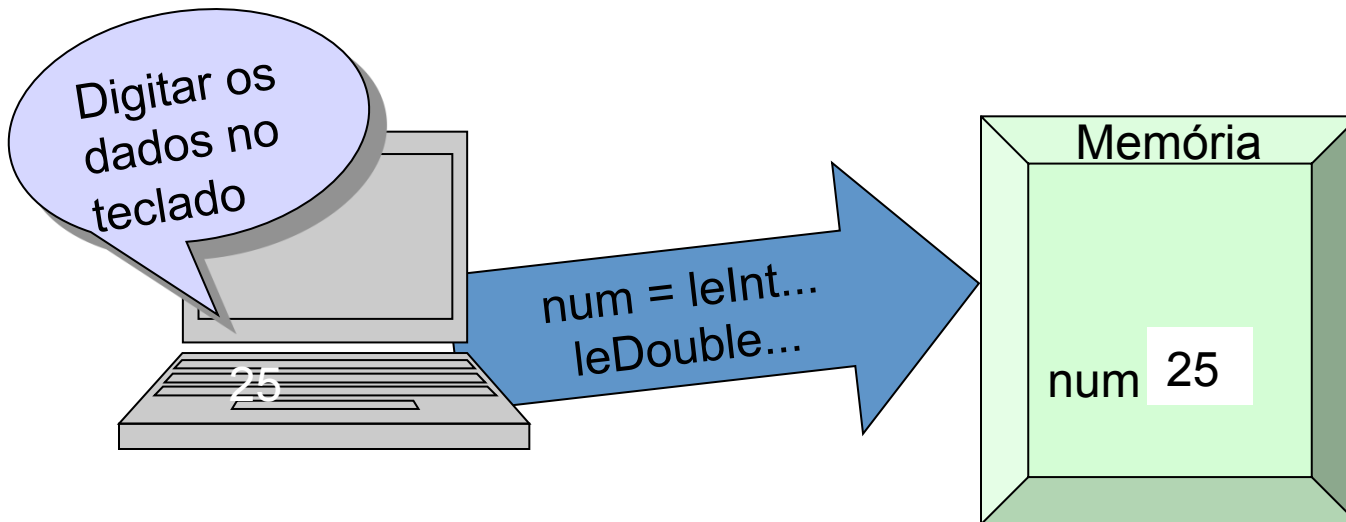 Digitar os
dados no
teclado
25
num = leInt...
leDouble...
Memória
num 25